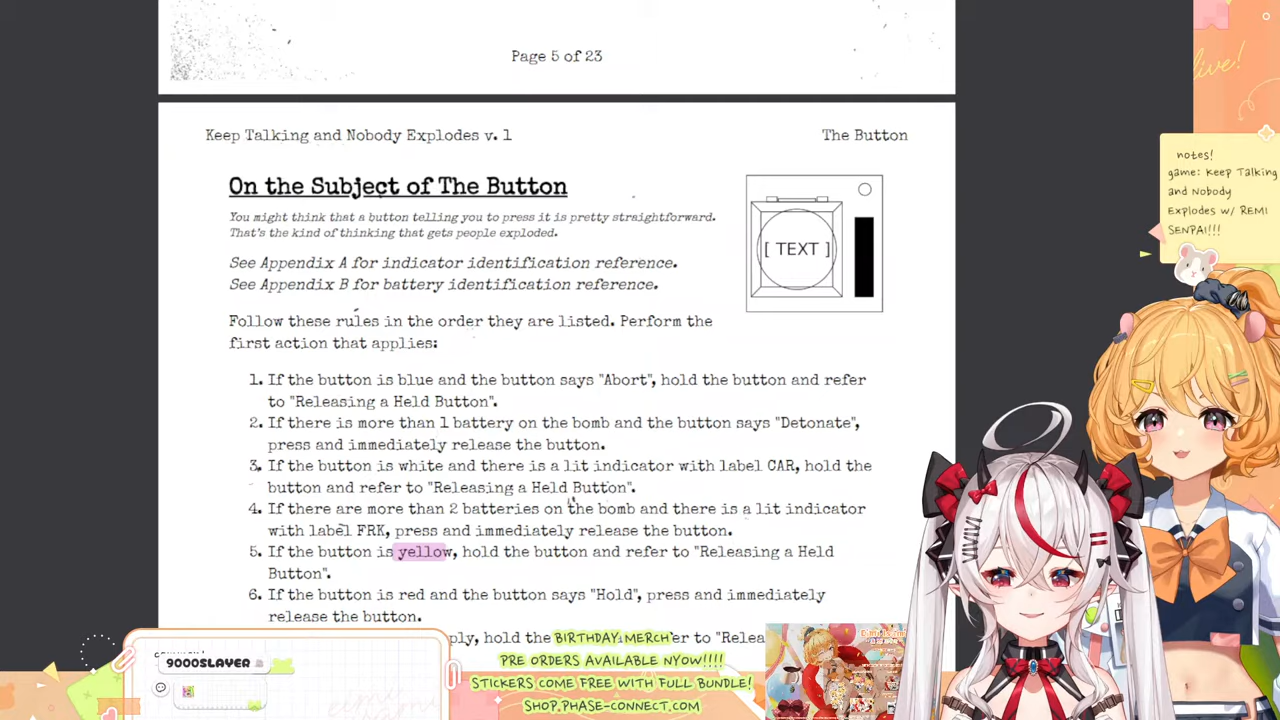 Page 5 of 23
Keep Talking and Nobody Explodes v. 1
The Button
On the Subject of The Button
You might think that a button telling you to press it is pretty straightforward.
That's the kind of thinking that gets people exploded.
See Appendix A for indicator identification reference.
See Appendix B for battery identification reference.
[ TEXT ]
Follow these rules in the order they are listed. Perform the
first action that applies:
1. If the button is blue and the button says "Abort", hold the button and refer
to "Releasing a Held Button".
2. If there is more than 1 battery on the bomb and the button says "Detonate",
press and immediately release the button.
3. If the button is white and there is a lit indicator with label CAR, hold the
button and refer to "Releasing a Held Button".
4. If there are more than 2 batteries on the bomb and there is a lit indicator
with label FRK, press and immediately release the button.
5. If the button is yellow, hold the button and refer to "Releasing a Held
Button".
6. If the button is red and the button says "Hold", press and immediately
release the button.
ply, hold the
live!
notes!
game: Keep Talking
and Nobody
Explodes w/ REMI
SENPAI!!!
9000SLAYER
BIRTHDAY MERCH
PRE ORDERS AVAILABLE NYOW!!!!
STICKERS COME FREE WITH FULL BUNDLE!
SHOP.PHASE-CONNECT.COM